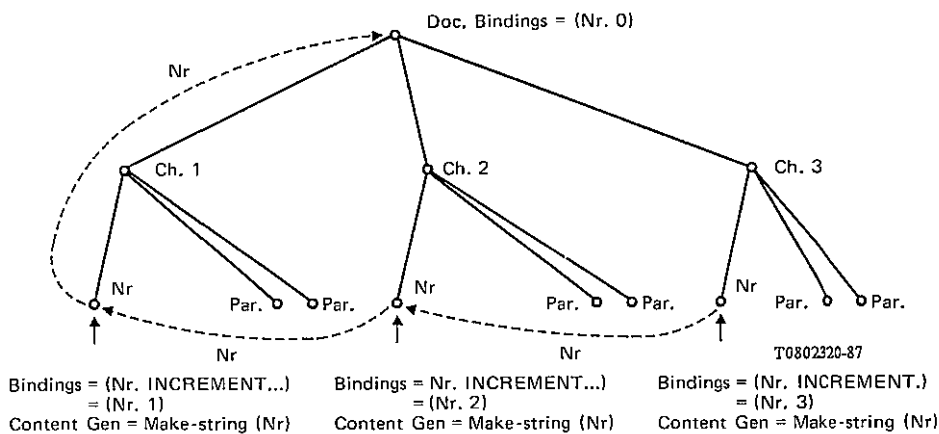 Doc. Bindings = (Nr. 0)
Nr
Ch. 1
Ch. 2
Ch. 3
Nr
Par.
Par.
Nr
Par.
Par.
Nr
Par.
Par.
Nr
Nr
T0802320-87
Bindings = (Nr. INCREMENT...)
= (Nr. 1)
Content Gen = Make-string (Nr)
Bindings = Nr. INCREMENT...)
= (Nr. 2)
Content Gen = Make-string (Nr)
Bindings = (Nr. INCREMENT.)
= (Nr. 3)
Content Gen = Make-string (Nr)